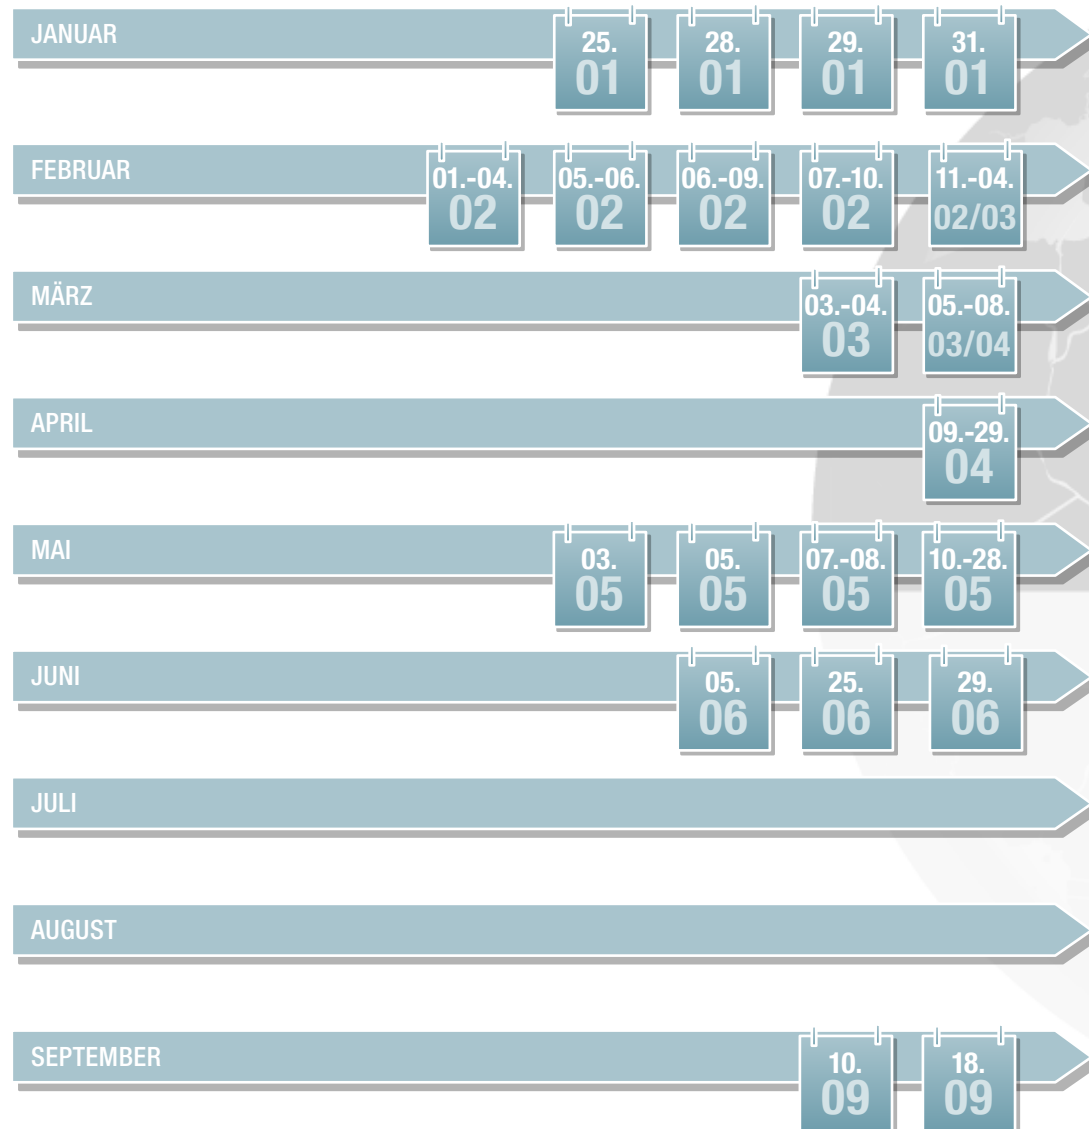 JANUAR
25. 28. 29. 31.
01 01 01 01
FEBRUAR
01.-04. 05.-06. 06.-09. 07.-10. 11.-04.
02 02 02 02 02/03
MÄRZ
03.-04. 05.-08.
03 03/04
APRIL
09.-29.
04
MAI
03. 05. 07.-08. 10.-28.
05 05 05 05
JUNI
05. 25. 29.
06 06 06
JULI
AUGUST
SEPTEMBER
10. 18.
09 09